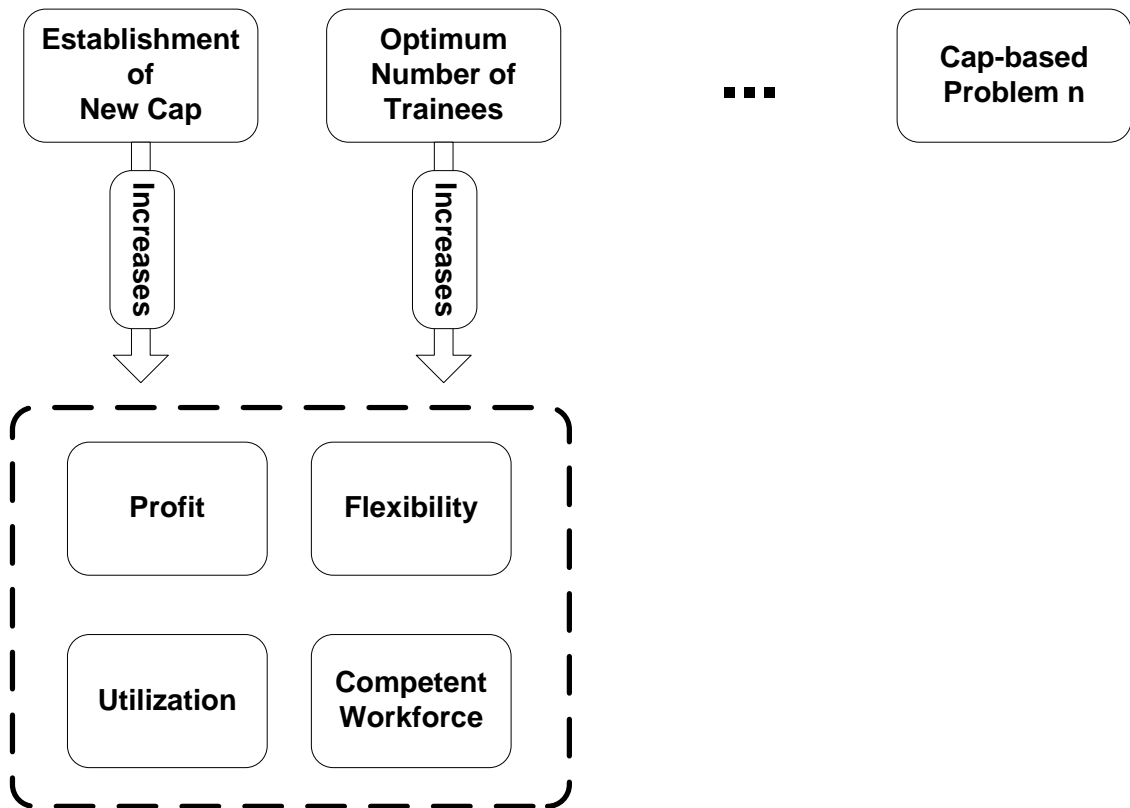 Establishment
of
New Cap
Optimum
Number of
Trainees
...
Cap-based
Problem n
Increases
Increases
Profit
Flexibility
Utilization
Competent
Workforce